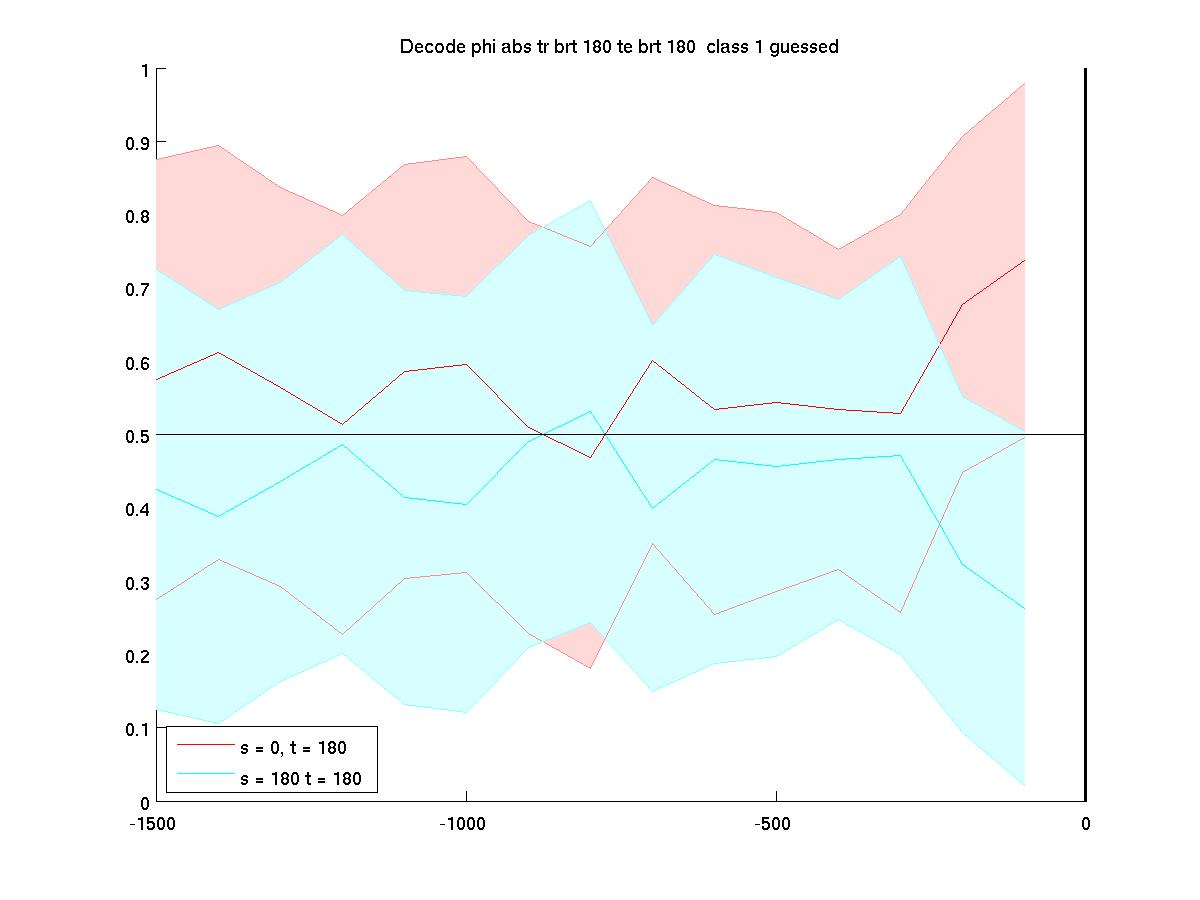 Decode phi abs tr brt 180 te brt 180  class 1 guessed
1
0.9
0.8
0.7
0.6
0.5
0.4
0.3
0.2
0.1
0
s = 0, t = 180
s = 180 t = 180
-1500 -1000 -500 0